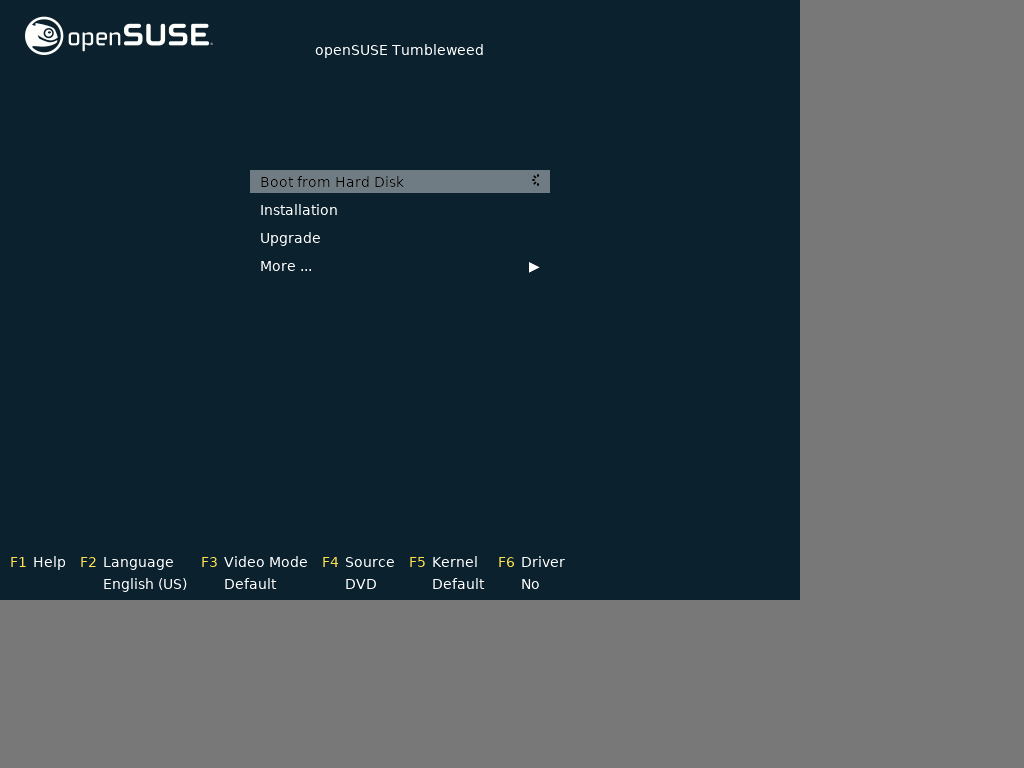 openSUSE
openSUSE Tumbleweed
Boot from Hard Disk
Installation
Upgrade
More ...
F1 Help F2 Language F3 Video Mode F4 Source F5 Kernel F6 Driver
English (US) Default DVD Default No